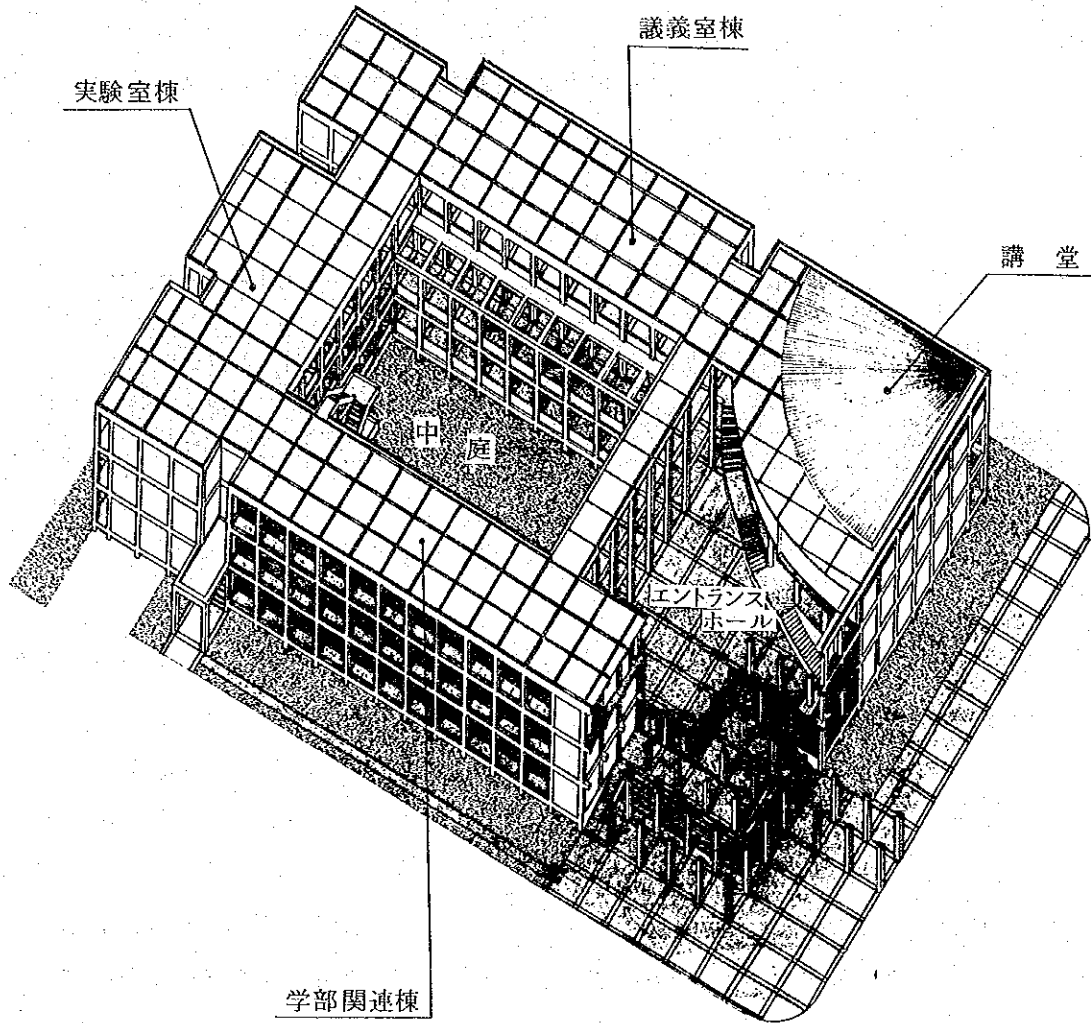 議義室棟
実験室棟
講堂
中庭
エントランス
ホール
学部関連棟